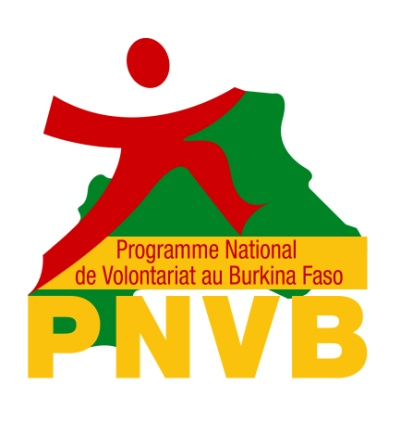 Programme National
de Volontariat au Burkina Faso
PNVB